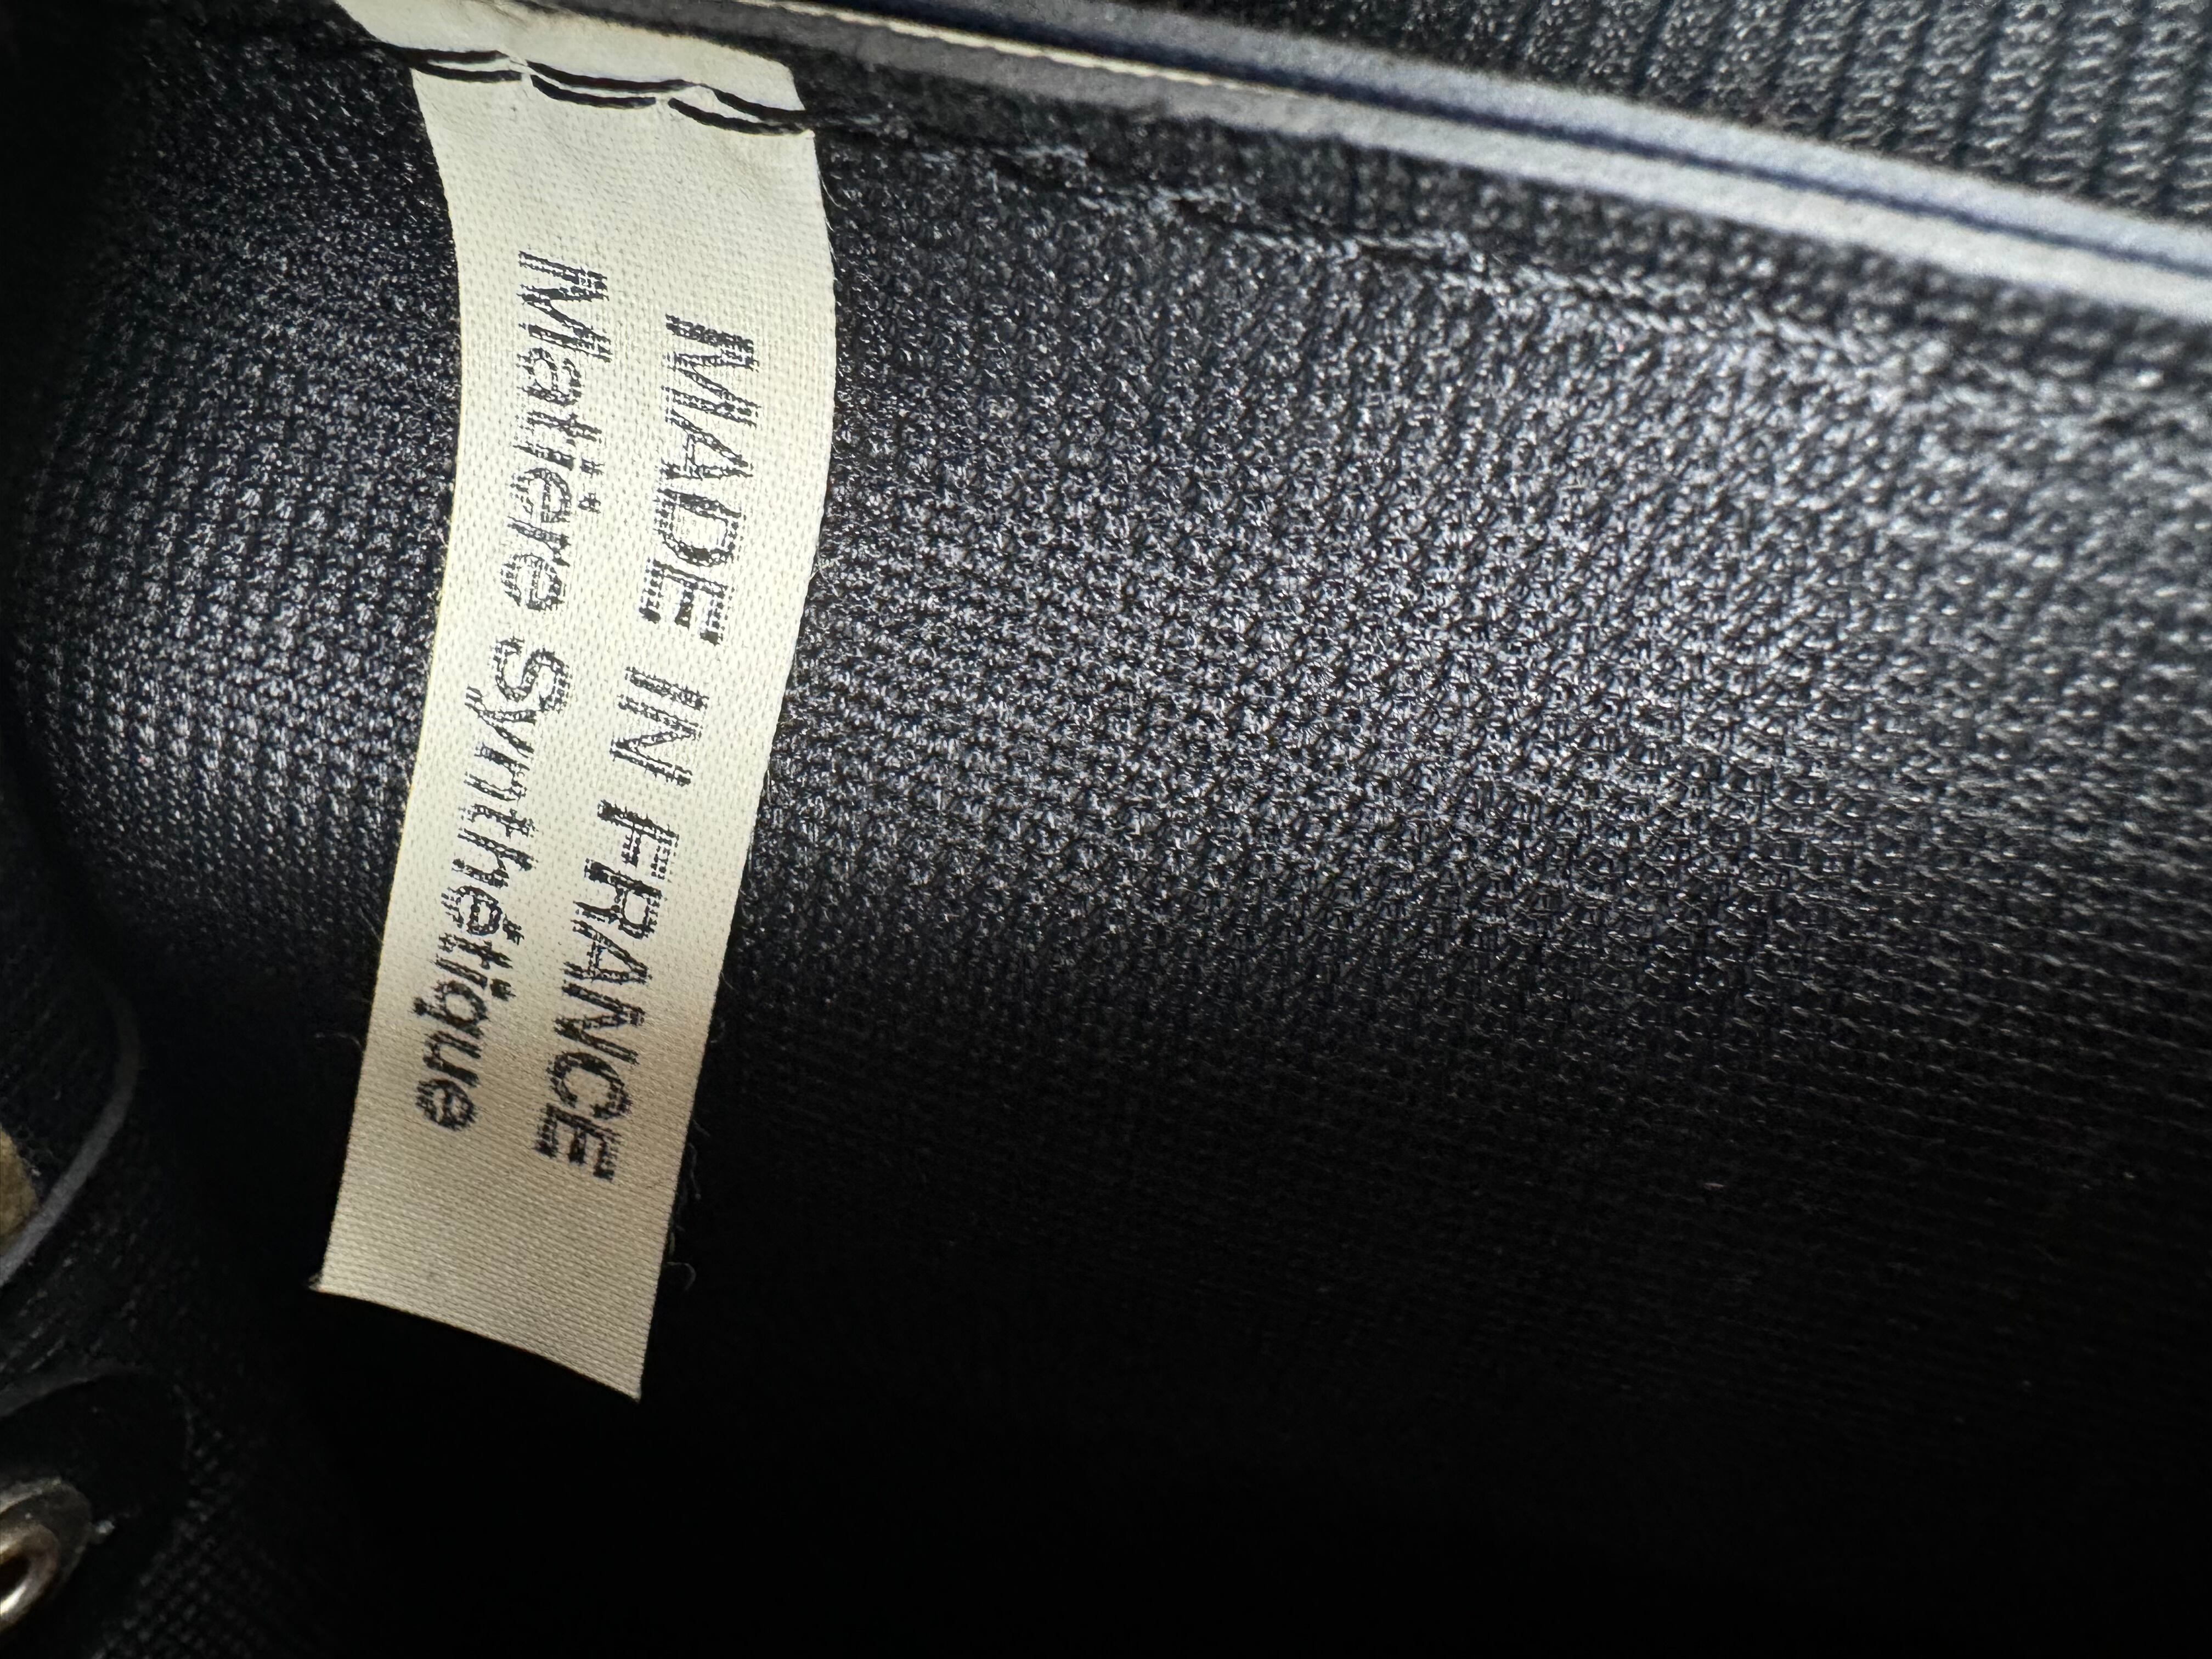 MADE IN FRANCE
Matière Synthétique